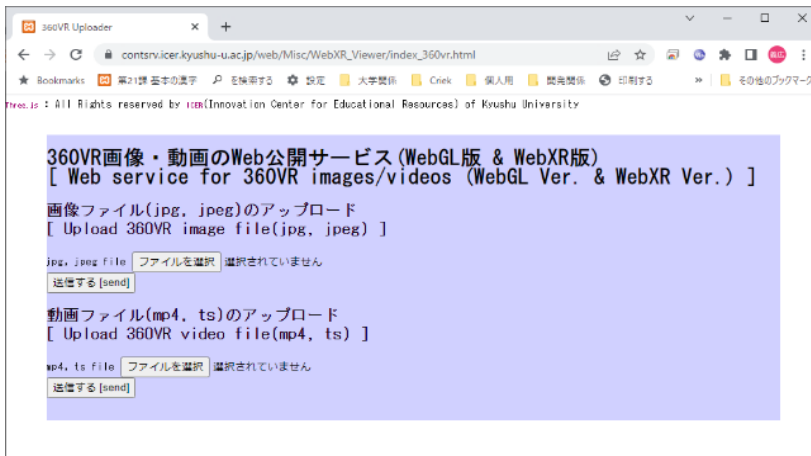 360VR Uploader
contsrv.icer.kyushu-u.ac.jp/web/Misc/WebXR_Viewer/index_360vr.html
Bookmarks 第21課 基本の漢字 を検索する 設定 大学関係 Criek 個人用 開発関係 印刷する » その他のブックマーク
Three.js : All Rights reserved by ICER(Innovation Center for Educational Resources) of Kyushu University
360VR画像・動画のWeb公開サービス(WebGL版 & WebXR版)
[ Web service for 360VR images/videos (WebGL Ver. & WebXR Ver.) ]
画像ファイル(jpg, jpeg)のアップロード
[ Upload 360VR image file(jpg, jpeg) ]
jpg, jpeg file ファイルを選択 選択されていません
送信する [send]
動画ファイル(mp4, ts)のアップロード
[ Upload 360VR video file(mp4, ts) ]
mp4, ts file ファイルを選択 選択されていません
送信する [send]